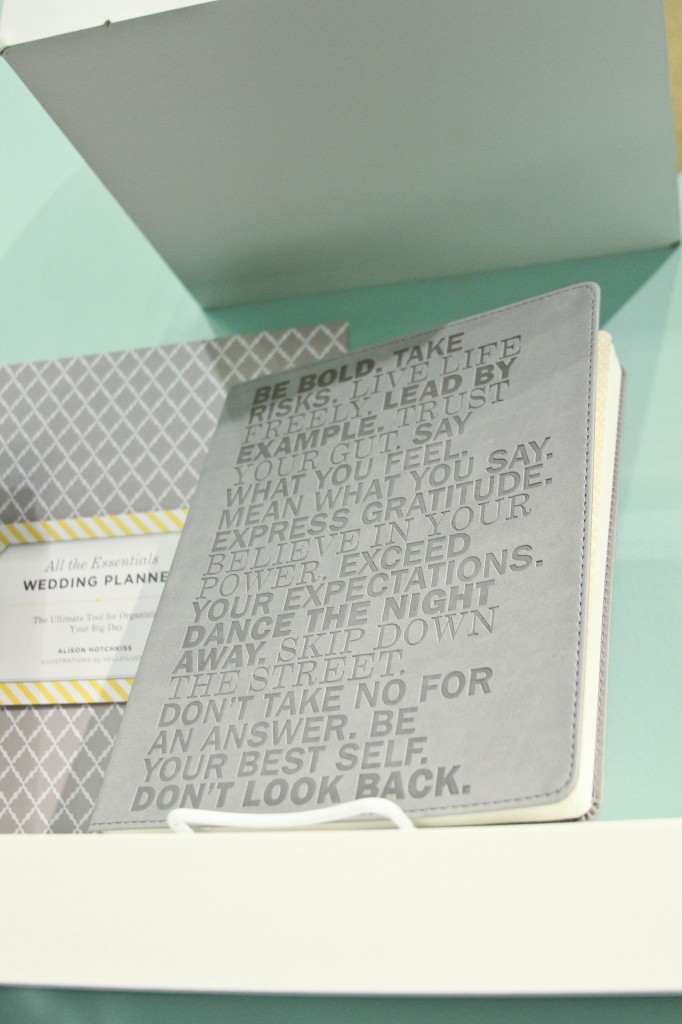 BE BOLD. TAKE
RISKS. LIVE LIFE
FREELY. LEAD BY
EXAMPLE. TRUST
YOUR GUT. SAY
WHAT YOU FEEL.
MEAN WHAT YOU SAY.
EXPRESS GRATITUDE.
BELIEVE IN YOUR
POWER. EXCEED
YOUR EXPECTATIONS.
DANCE THE NIGHT
AWAY. SKIP DOWN
THE STREET.
DON'T TAKE NO FOR
AN ANSWER. BE
YOUR BEST SELF.
DON'T LOOK BACK.
All the Essentials
WEDDING PLANNE
The Ultimate Tool for Organizin
Your Big Day
ALISON HOTCHKISS
ILLUSTRATIONS by